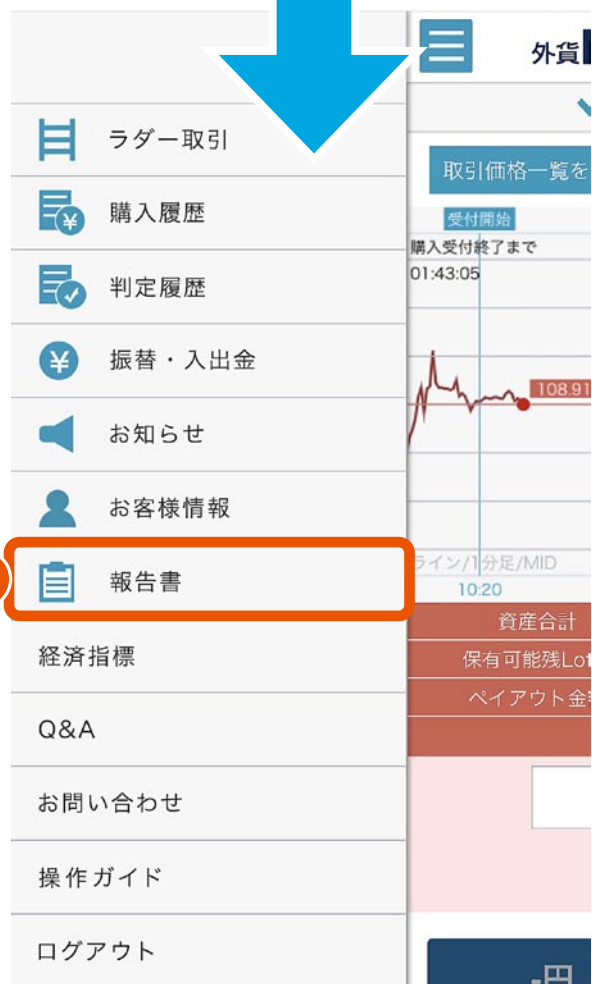 ラダー取引
購入履歴
判定履歴
振替・入出金
お知らせ
お客様情報
報告書
経済指標
Q&A
お問い合わせ
操作ガイド
ログアウト
外貨
取引価格一覧を
受付開始
購入受付終了まで
01:43:05
108.91
ライン/1分足/MID
10:20
資産合計
保有可能残Lot
ペイアウト金